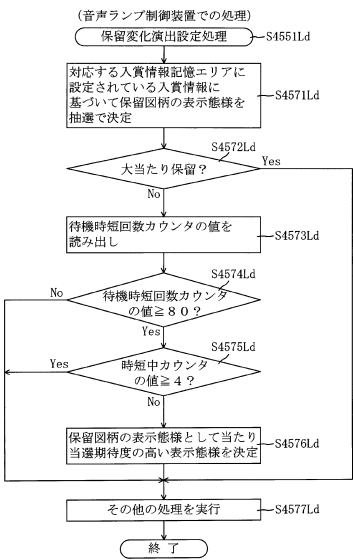 (音声ランプ制御装置での処理)
保留変化演出設定処理
S4551Ld
対応する入賞情報記憶エリアに
設定されている入賞情報に
基づいて保留図柄の表示態様を
抽選で決定
S4571Ld
S4572Ld
大当たり保留?
Yes
No
待機時短回数カウンタの値を
読み出し
S4573Ld
S4574Ld
No
待機時短回数カウンタ
の値≧80?
Yes
S4575Ld
Yes
時短中カウンタ
の値≧4?
No
保留図柄の表示態様として当たり
当選期待度の高い表示態様を決定
S4576Ld
その他の処理を実行
S4577Ld
終了